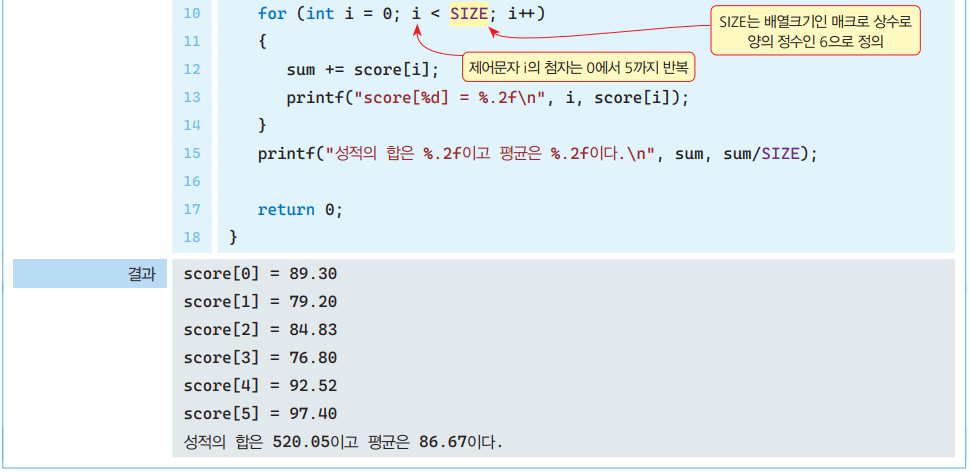 10 for (int i = 0; i < SIZE; i++)
SIZE는 배열크기인 매크로 상수로
양의 정수인 6으로 정의
11 {
12 sum += score[i];
제어문자 i의 첨자는 0에서 5까지 반복
13 printf("score[%d] = %.2f\n", i, score[i]);
14 }
15 printf("성적의 합은 %.2f이고 평균은 %.2f이다.\n", sum, sum/SIZE);
16
17 return 0;
18 }
결과
score[0] = 89.30
score[1] = 79.20
score[2] = 84.83
score[3] = 76.80
score[4] = 92.52
score[5] = 97.40
성적의 합은 520.05이고 평균은 86.67이다.